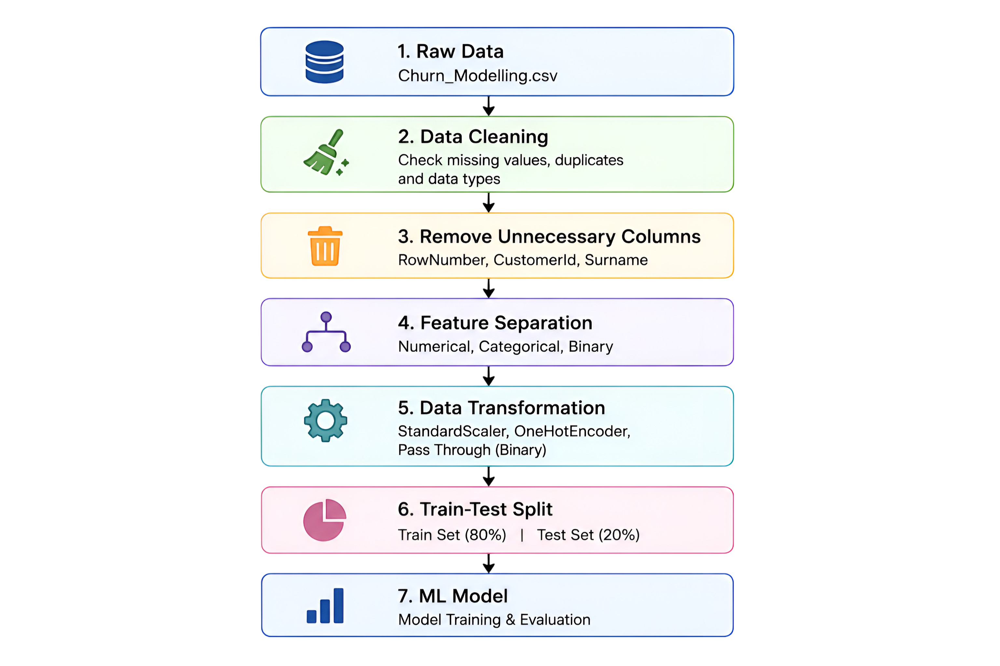 1. Raw Data
Churn_Modelling.csv
2. Data Cleaning
Check missing values, duplicates
and data types
3. Remove Unnecessary Columns
RowNumber, CustomerId, Surname
4. Feature Separation
Numerical, Categorical, Binary
5. Data Transformation
StandardScaler, OneHotEncoder,
Pass Through (Binary)
6. Train-Test Split
Train Set (80%) | Test Set (20%)
7. ML Model
Model Training & Evaluation